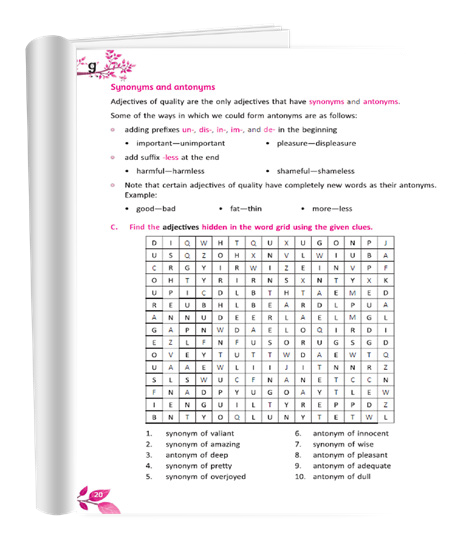 g
Synonyms and antonyms
Adjectives of quality are the only adjectives that have synonyms and antonyms.
Some of the ways in which we could form antonyms are as follows:
adding prefixes un-, dis-, in-, im-, and de- in the beginning
• important—unimportant • pleasure—displeasure
add suffix -less at the end
• harmful—harmless • shameful—shameless
Note that certain adjectives of quality have completely new words as their antonyms.
Example:
• good—bad • fat—thin • more—less
C. Find the adjectives hidden in the word grid using the given clues.
D I Q W H T Q U X U G O N P J
U S Q Z O H X N V L W I U B A
C R G Y I R W I Z E I N V P F
O H T Y R I R N S X N T Y X K
U P I C D L B T H T A E M E D
R E U B H L B E A R D L P U A
A N N U D E E R L A E L M G L
G A P N W D A E L O Q I R D I
E Z L F N F U S O R U G S G D
O V E Y T U T T W D A E W T Q
U A A E W L I I J I T N N R Z
S L S W U C F N A N E T C C N
F N A D P Y U G O A Y T L E W
I E N G U I L T Y R E P P D Z
B N T Y O Q L U N Y T E T W L
1. synonym of valiant
2. synonym of amazing
3. antonym of deep
4. synonym of pretty
5. synonym of overjoyed
6. antonym of innocent
7. synonym of wise
8. antonym of pleasant
9. antonym of adequate
10. antonym of dull
20